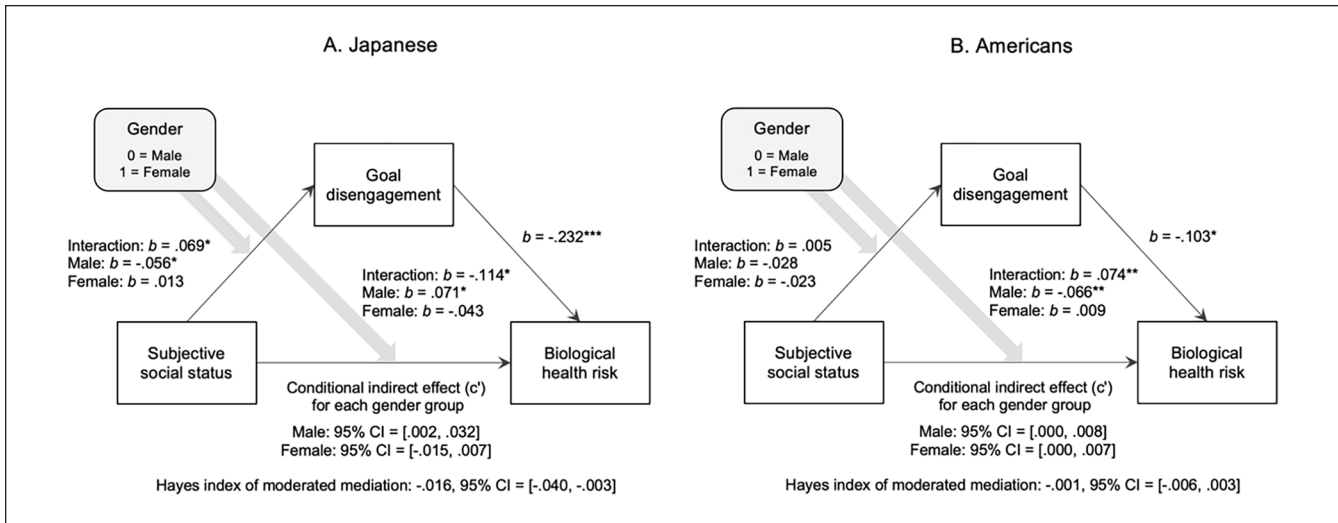 A. Japanese
Gender
0 = Male
1 = Female
Goal
disengagement
b = -.232***
Interaction: b = .069*
Male: b = -.056*
Female: b = .013
Interaction: b = -.114*
Male: b = .071*
Female: b = -.043
Subjective
social status
Biological
health risk
Conditional indirect effect (c')
for each gender group
Male: 95% CI = [.002, .032]
Female: 95% CI = [-.015, .007]
Hayes index of moderated mediation: -.016, 95% CI = [-.040, -.003]
B. Americans
Gender
0 = Male
1 = Female
Goal
disengagement
b = -.103*
Interaction: b = .005
Male: b = -.028
Female: b = -.023
Interaction: b = .074**
Male: b = -.066**
Female: b = .009
Subjective
social status
Biological
health risk
Conditional indirect effect (c')
for each gender group
Male: 95% CI = [.000, .008]
Female: 95% CI = [.000, .007]
Hayes index of moderated mediation: -.001, 95% CI = [-.006, .003]